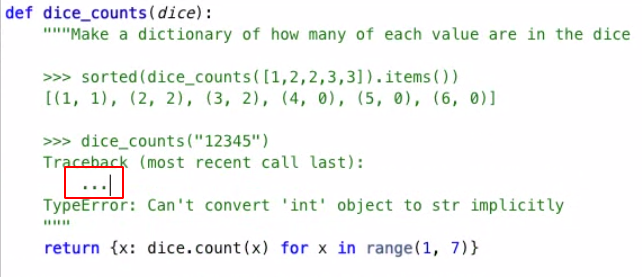 def dice_counts(dice):
    """Make a dictionary of how many of each value are in the dice
    >>> sorted(dice_counts([1,2,2,3,3]).items())
    [(1, 1), (2, 2), (3, 2), (4, 0), (5, 0), (6, 0)]
    >>> dice_counts("12345")
    Traceback (most recent call last):
        ...
    TypeError: Can't convert 'int' object to str implicitly
    """
    return {x: dice.count(x) for x in range(1, 7)}